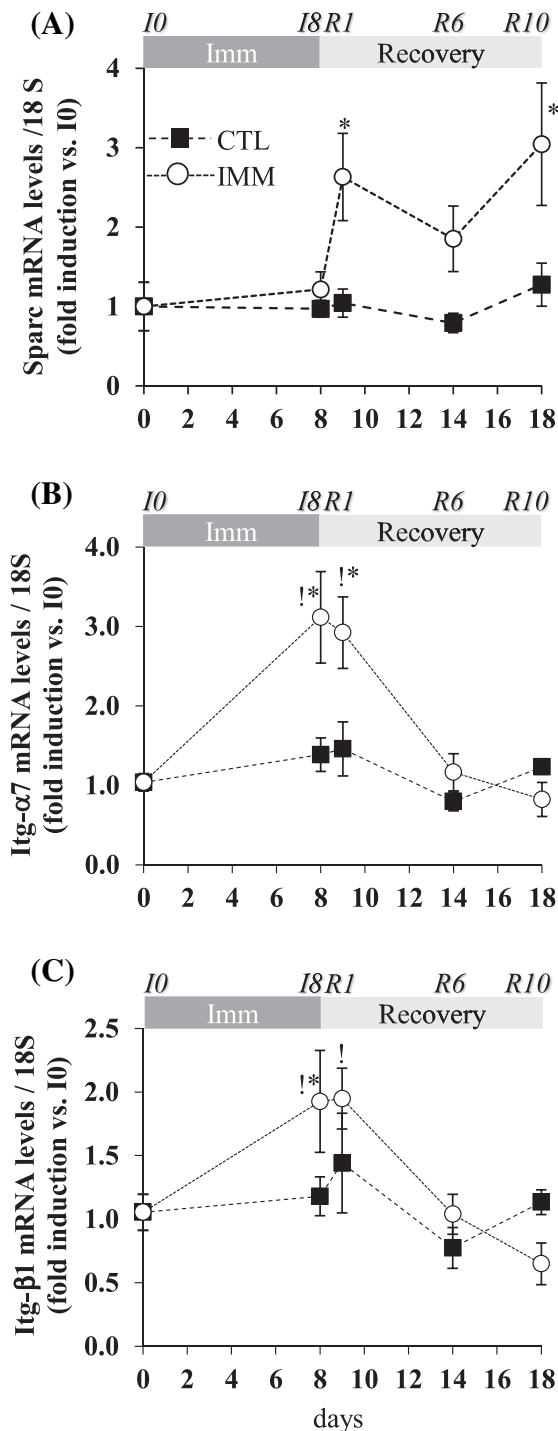 (A) I0 I8 R1 R6 R10
Imm Recovery
Sparc mRNA levels /18 S
(fold induction vs. I0)
4
3
2
1
0
CTL
IMM
*
*
0 2 4 6 8 10 12 14 16 18
(B) I0 I8 R1 R6 R10
Imm Recovery
Itg-α7 mRNA levels / 18S
(fold induction vs. I0)
4.0
3.0
2.0
1.0
0.0
!*
!*
0 2 4 6 8 10 12 14 16 18
(C) I0 I8 R1 R6 R10
Imm Recovery
Itg-β1 mRNA levels / 18S
(fold induction vs. I0)
2.5
2.0
1.5
1.0
0.5
0.0
!*
!
0 2 4 6 8 10 12 14 16 18
days